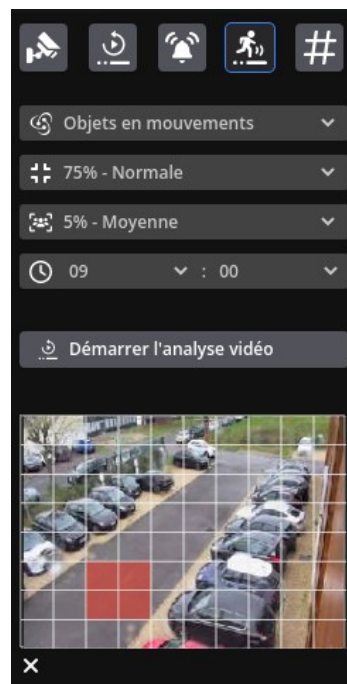 #
Objets en mouvements
75% - Normale
5% - Moyenne
09 : 00
Démarrer l'analyse vidéo